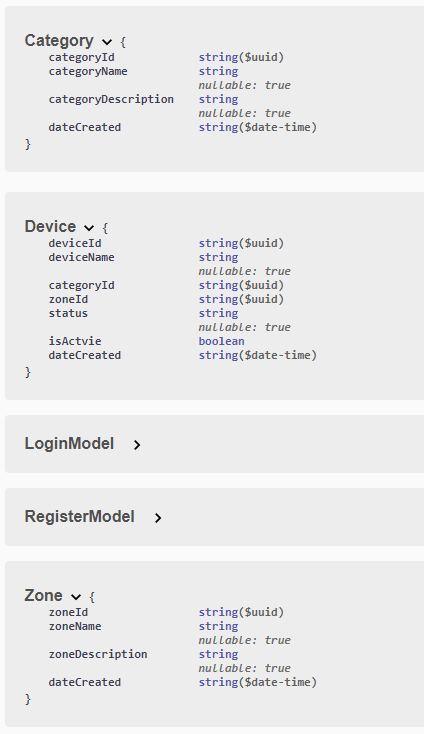 Category {
categoryId string($uuid)
categoryName string
nullable: true
categoryDescription string
nullable: true
dateCreated string($date-time)
}
Device {
deviceId string($uuid)
deviceName string
nullable: true
categoryId string($uuid)
zoneId string($uuid)
status string
nullable: true
isActvie boolean
dateCreated string($date-time)
}
LoginModel
RegisterModel
Zone {
zoneId string($uuid)
zoneName string
nullable: true
zoneDescription string
nullable: true
dateCreated string($date-time)
}